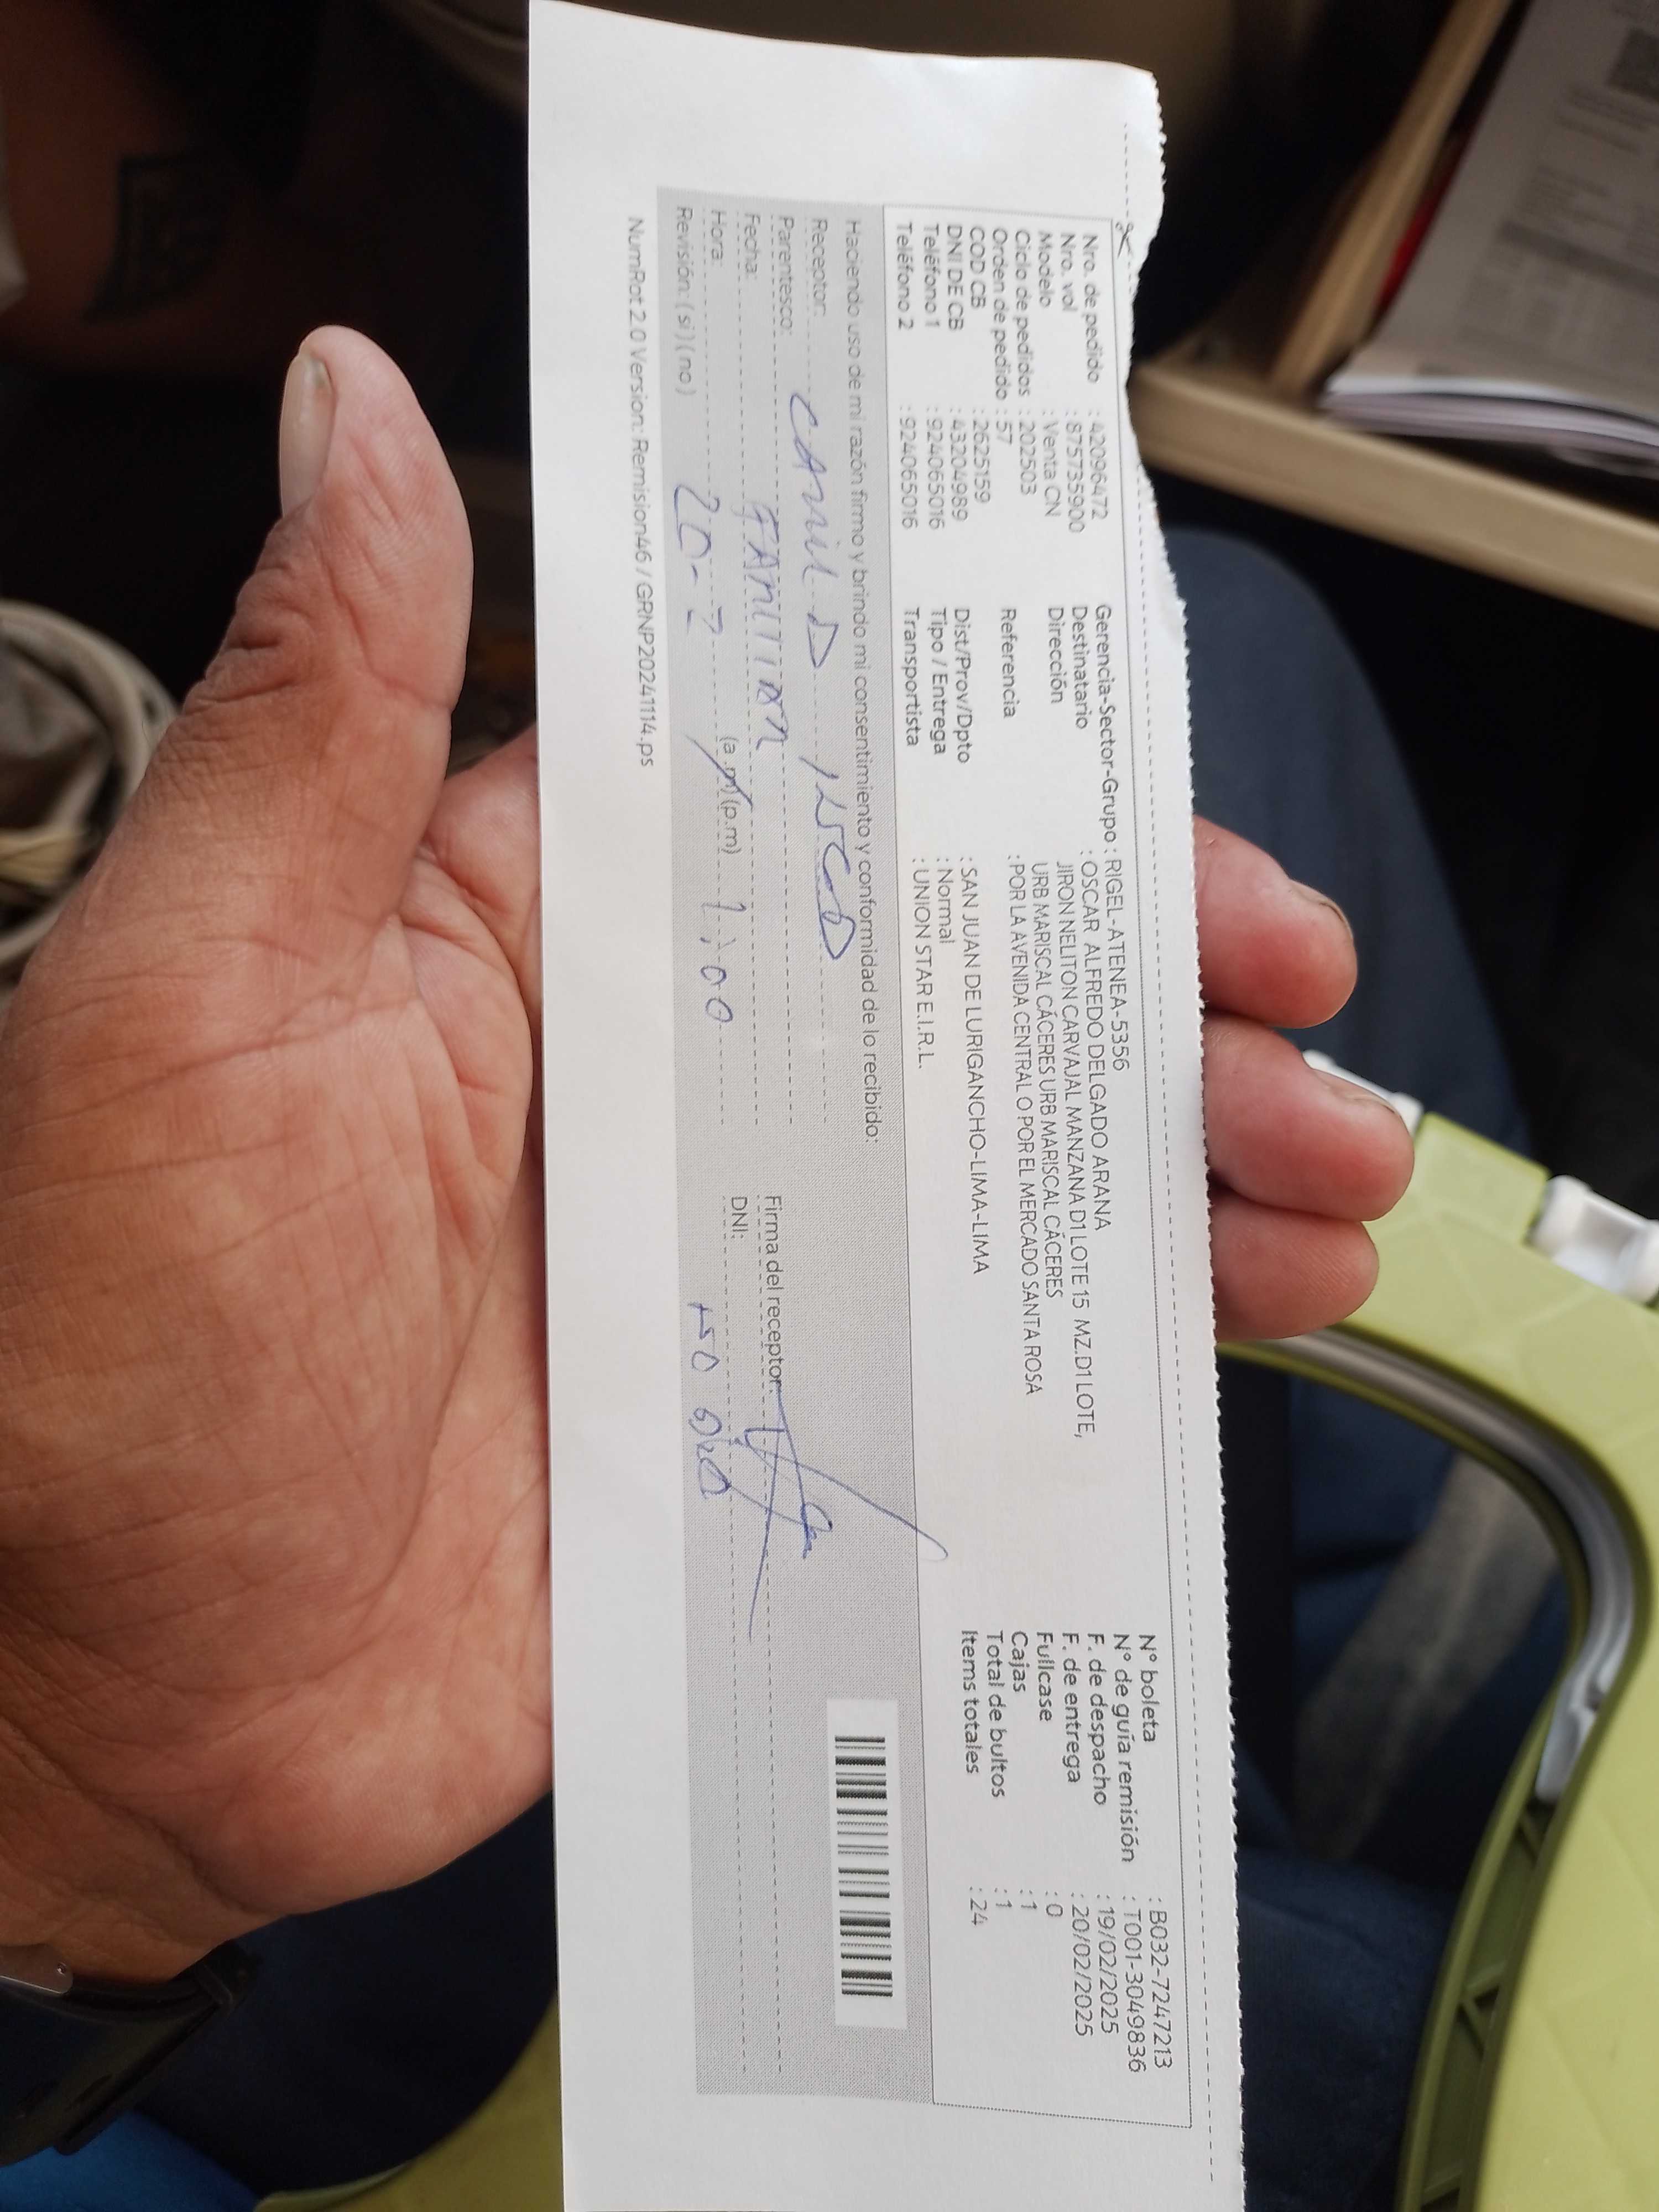 Nro. de pedido : 42096472
Nro. vol : 875735900
Modelo : Venta CN
Ciclo de pedidos : 202503
Orden de pedido : 57
COD CB : 2625159
DNI DE CB : 43204989
Teléfono 1 : 924065016
Teléfono 2 : 924065016
Gerencia-Sector-Grupo : RIGEL-ATENEA-5356
Destinatario : OSCAR ALFREDO DELGADO ARANA
Dirección : JIRON NELITON CARVAJAL MANZANA D1 LOTE 15 MZ.D1 LOTE,
URB MARISCAL CÁCERES URB MARISCAL CÁCERES
Referencia : POR LA AVENIDA CENTRAL O POR EL MERCADO SANTA ROSA
Dist/Prov/Dpto : SAN JUAN DE LURIGANCHO-LIMA-LIMA
Tipo / Entrega : Normal
Transportista : UNION STAR E.I.R.L.
N° boleta : B032-7247213
N° de guía remisión : T001-3049836
F. de despacho : 19/02/2025
F. de entrega : 20/02/2025
Fullcase : 0
Cajas : 1
Total de bultos : 1
Items totales : 24
Haciendo uso de mi razón firmo y brindo mi consentimiento y conformidad de lo recibido:
Receptor:
Parentesco:
Fecha:
Hora: (a.m) (p.m)
Revisión: ( si ) ( no )
Firma del receptor:
DNI:
NumRot 2.0 Version: Remision46 / GRNP20241114.ps